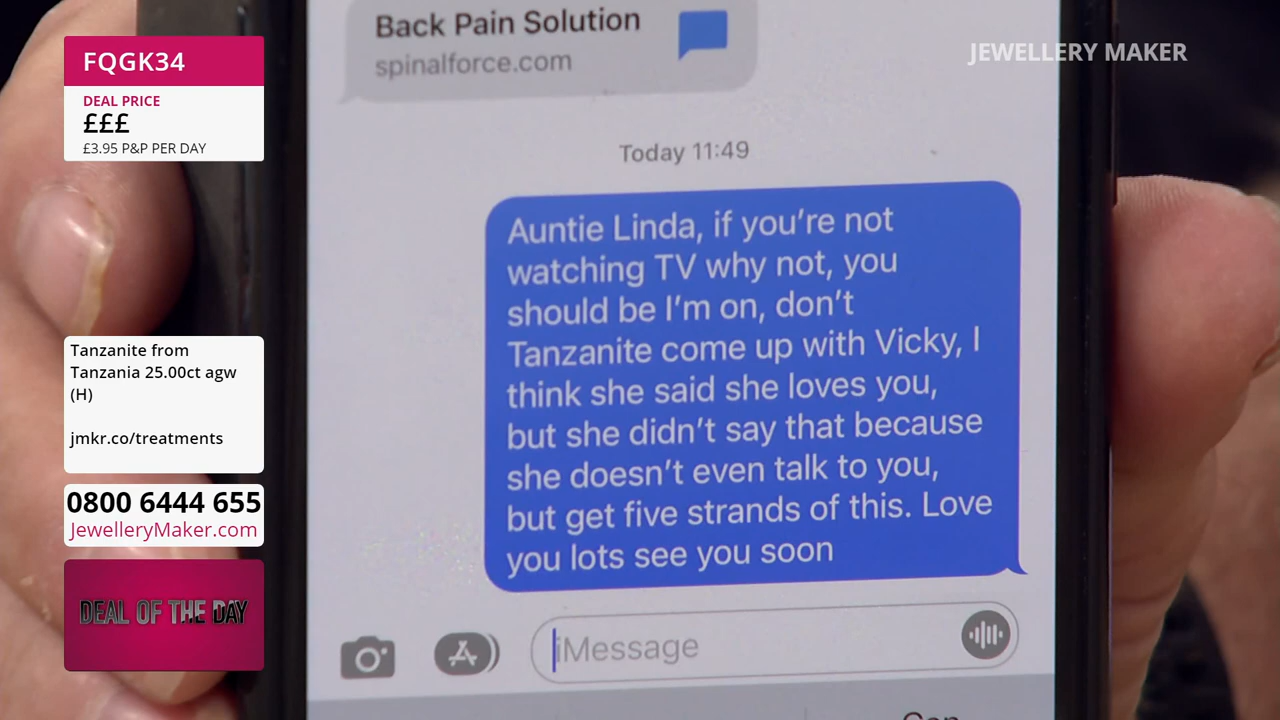 FQGK34
DEAL PRICE
£££
£3.95 P&P PER DAY
Tanzanite from
Tanzania 25.00ct agw
(H)
jmkr.co/treatments
0800 6444 655
JewelleryMaker.com
DEAL OF THE DAY
JEWELLERY MAKER
Back Pain Solution
spinalforce.com
Today 11:49
Auntie Linda, if you’re not
watching TV why not, you
should be I’m on, don’t
Tanzanite come up with Vicky, I
think she said she loves you,
but she didn’t say that because
she doesn’t even talk to you,
but get five strands of this. Love
you lots see you soon
iMessage